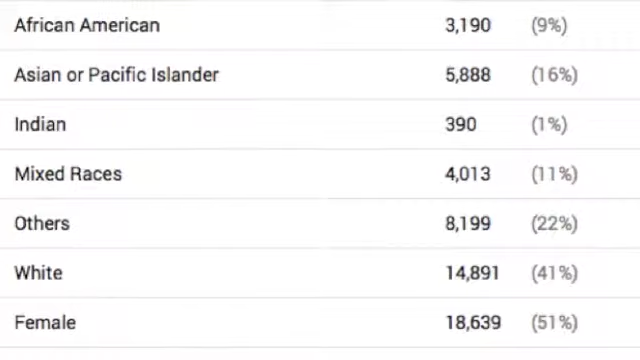 African American 3,190 (9%)
Asian or Pacific Islander 5,888 (16%)
Indian 390 (1%)
Mixed Races 4,013 (11%)
Others 8,199 (22%)
White 14,891 (41%)
Female 18,639 (51%)